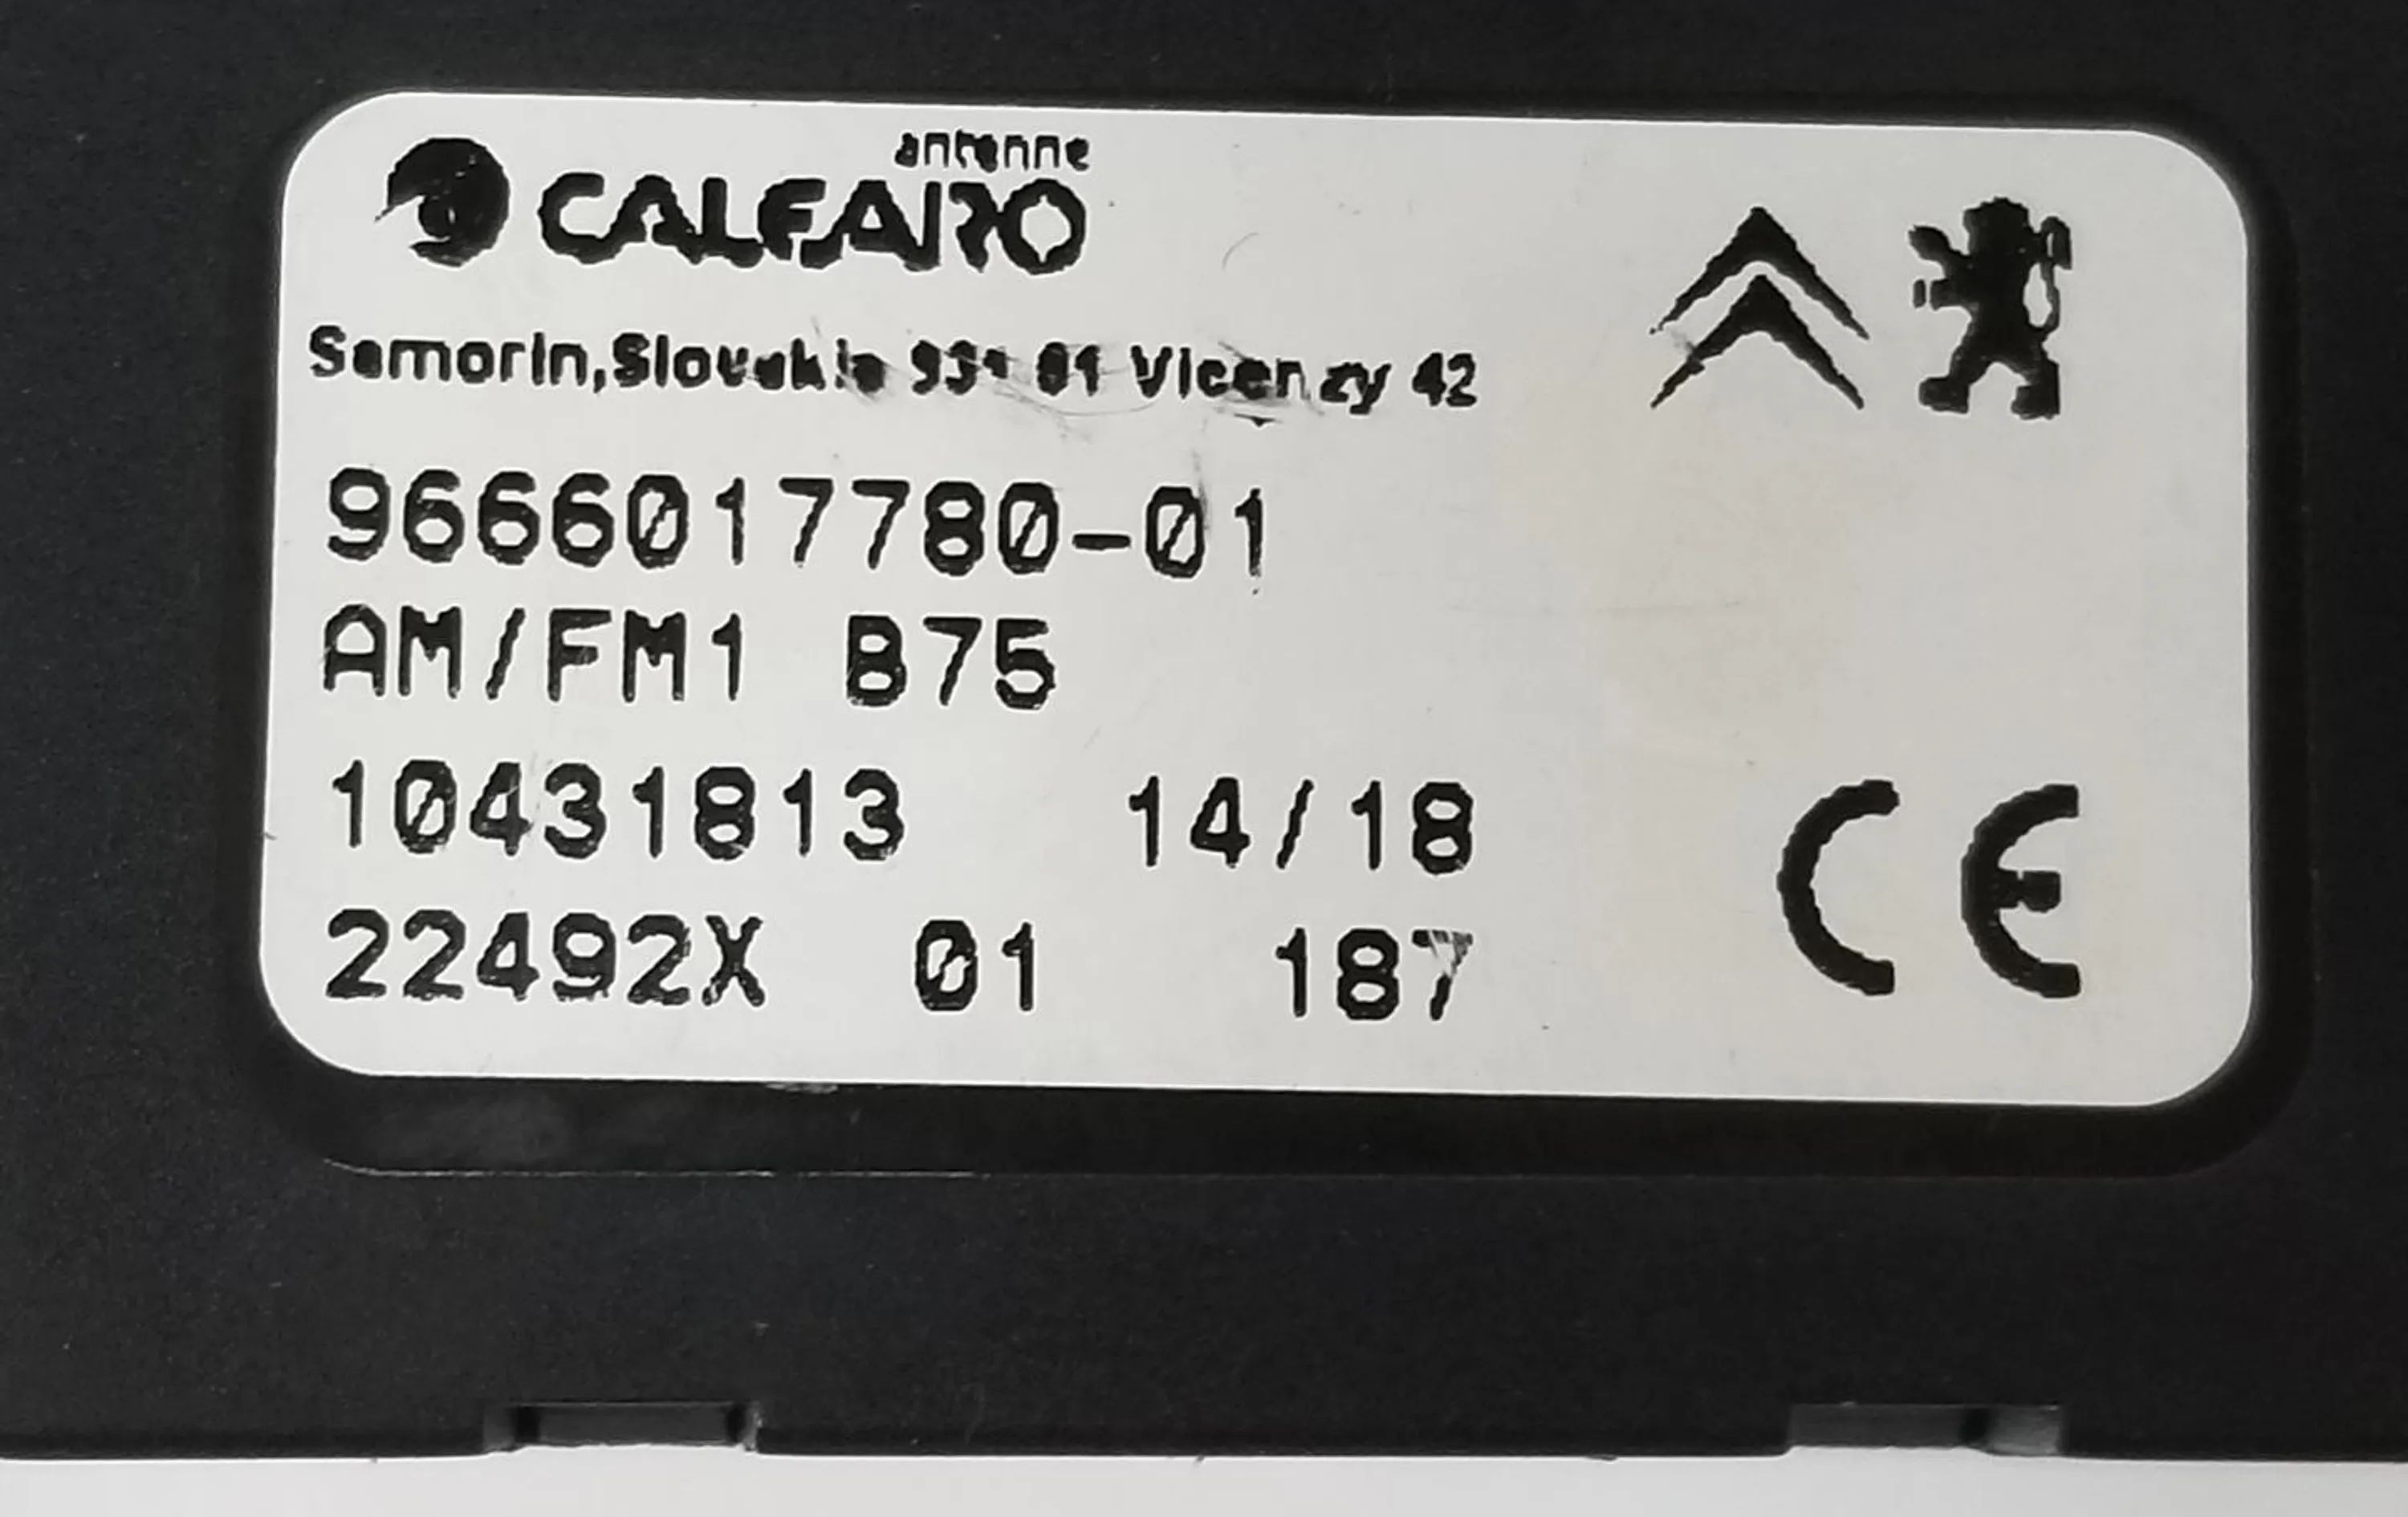 antenne
CALEARO
Samorin,Slovakia 931 01 Vicenzy 42
9666017780-01
AM/FM1 B75
10431813 14/18
22492X 01 187
CE